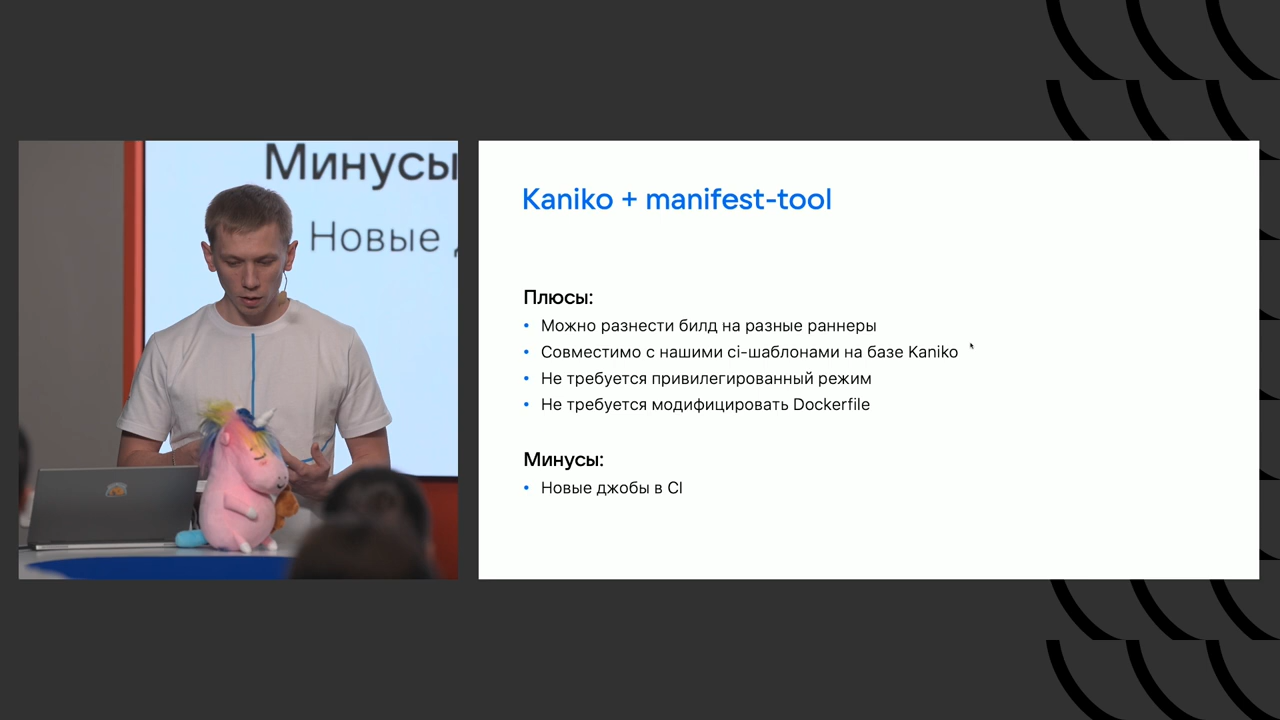 Минусы
Новые
Kaniko + manifest-tool
Плюсы:
• Можно разнести билд на разные раннеры
• Совместимо с нашими ci-шаблонами на базе Kaniko
• Не требуется привилегированный режим
• Не требуется модифицировать Dockerfile
Минусы:
• Новые джобы в CI